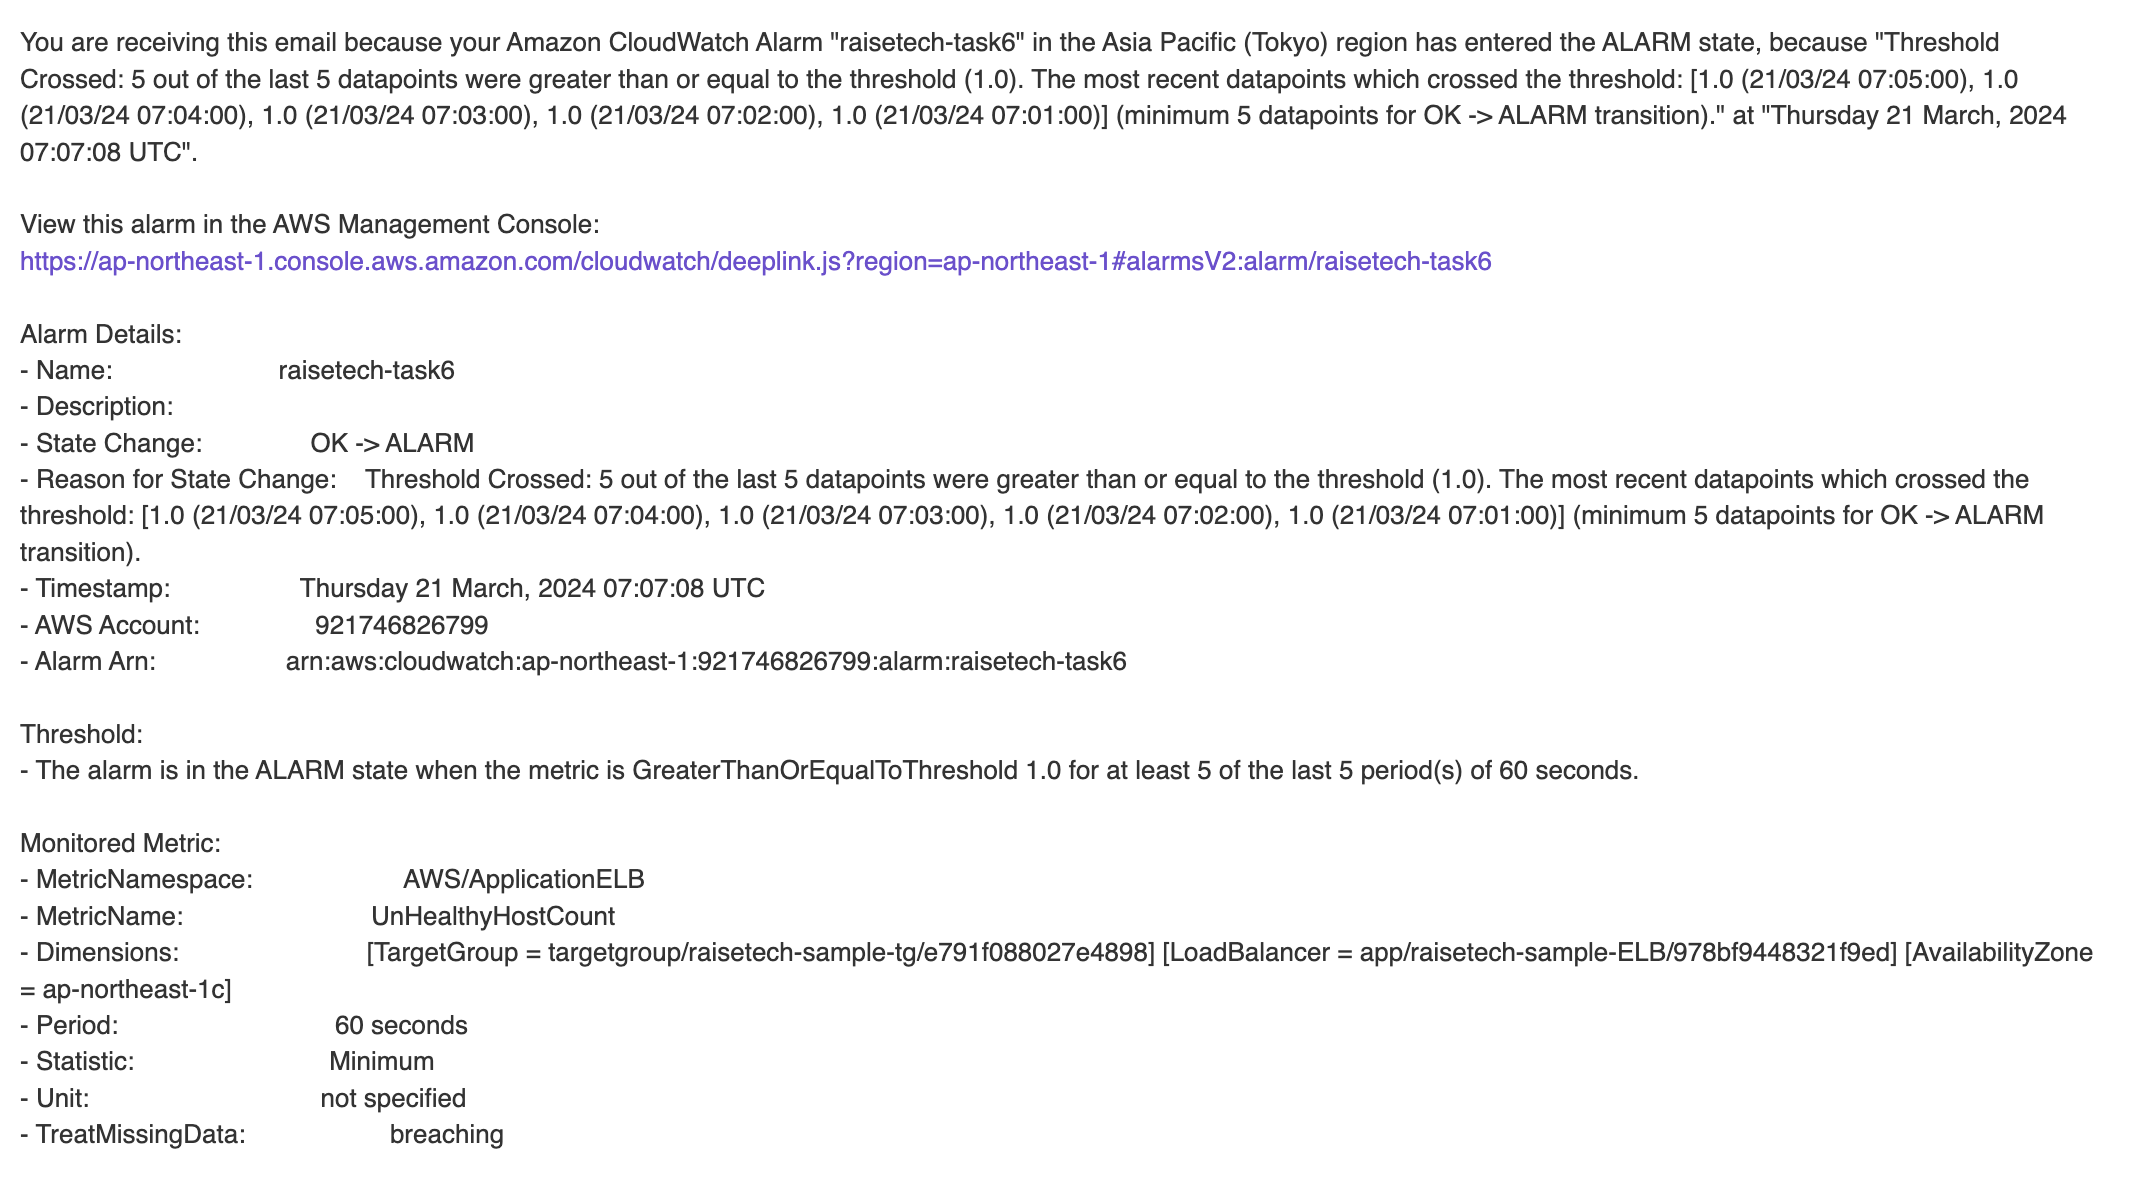 You are receiving this email because your Amazon CloudWatch Alarm "raisetech-task6" in the Asia Pacific (Tokyo) region has entered the ALARM state, because "Threshold
Crossed: 5 out of the last 5 datapoints were greater than or equal to the threshold (1.0). The most recent datapoints which crossed the threshold: [1.0 (21/03/24 07:05:00), 1.0
(21/03/24 07:04:00), 1.0 (21/03/24 07:03:00), 1.0 (21/03/24 07:02:00), 1.0 (21/03/24 07:01:00)] (minimum 5 datapoints for OK -> ALARM transition)." at "Thursday 21 March, 2024
07:07:08 UTC".
View this alarm in the AWS Management Console:
https://ap-northeast-1.console.aws.amazon.com/cloudwatch/deeplink.js?region=ap-northeast-1#alarmsV2:alarm/raisetech-task6
Alarm Details:
- Name: raisetech-task6
- Description:
- State Change: OK -> ALARM
- Reason for State Change: Threshold Crossed: 5 out of the last 5 datapoints were greater than or equal to the threshold (1.0). The most recent datapoints which crossed the
threshold: [1.0 (21/03/24 07:05:00), 1.0 (21/03/24 07:04:00), 1.0 (21/03/24 07:03:00), 1.0 (21/03/24 07:02:00), 1.0 (21/03/24 07:01:00)] (minimum 5 datapoints for OK -> ALARM
transition).
- Timestamp: Thursday 21 March, 2024 07:07:08 UTC
- AWS Account: 921746826799
- Alarm Arn: arn:aws:cloudwatch:ap-northeast-1:921746826799:alarm:raisetech-task6
Threshold:
- The alarm is in the ALARM state when the metric is GreaterThanOrEqualToThreshold 1.0 for at least 5 of the last 5 period(s) of 60 seconds.
Monitored Metric:
- MetricNamespace: AWS/ApplicationELB
- MetricName: UnHealthyHostCount
- Dimensions: [TargetGroup = targetgroup/raisetech-sample-tg/e791f088027e4898] [LoadBalancer = app/raisetech-sample-ELB/978bf9448321f9ed] [AvailabilityZone
= ap-northeast-1c]
- Period: 60 seconds
- Statistic: Minimum
- Unit: not specified
- TreatMissingData: breaching